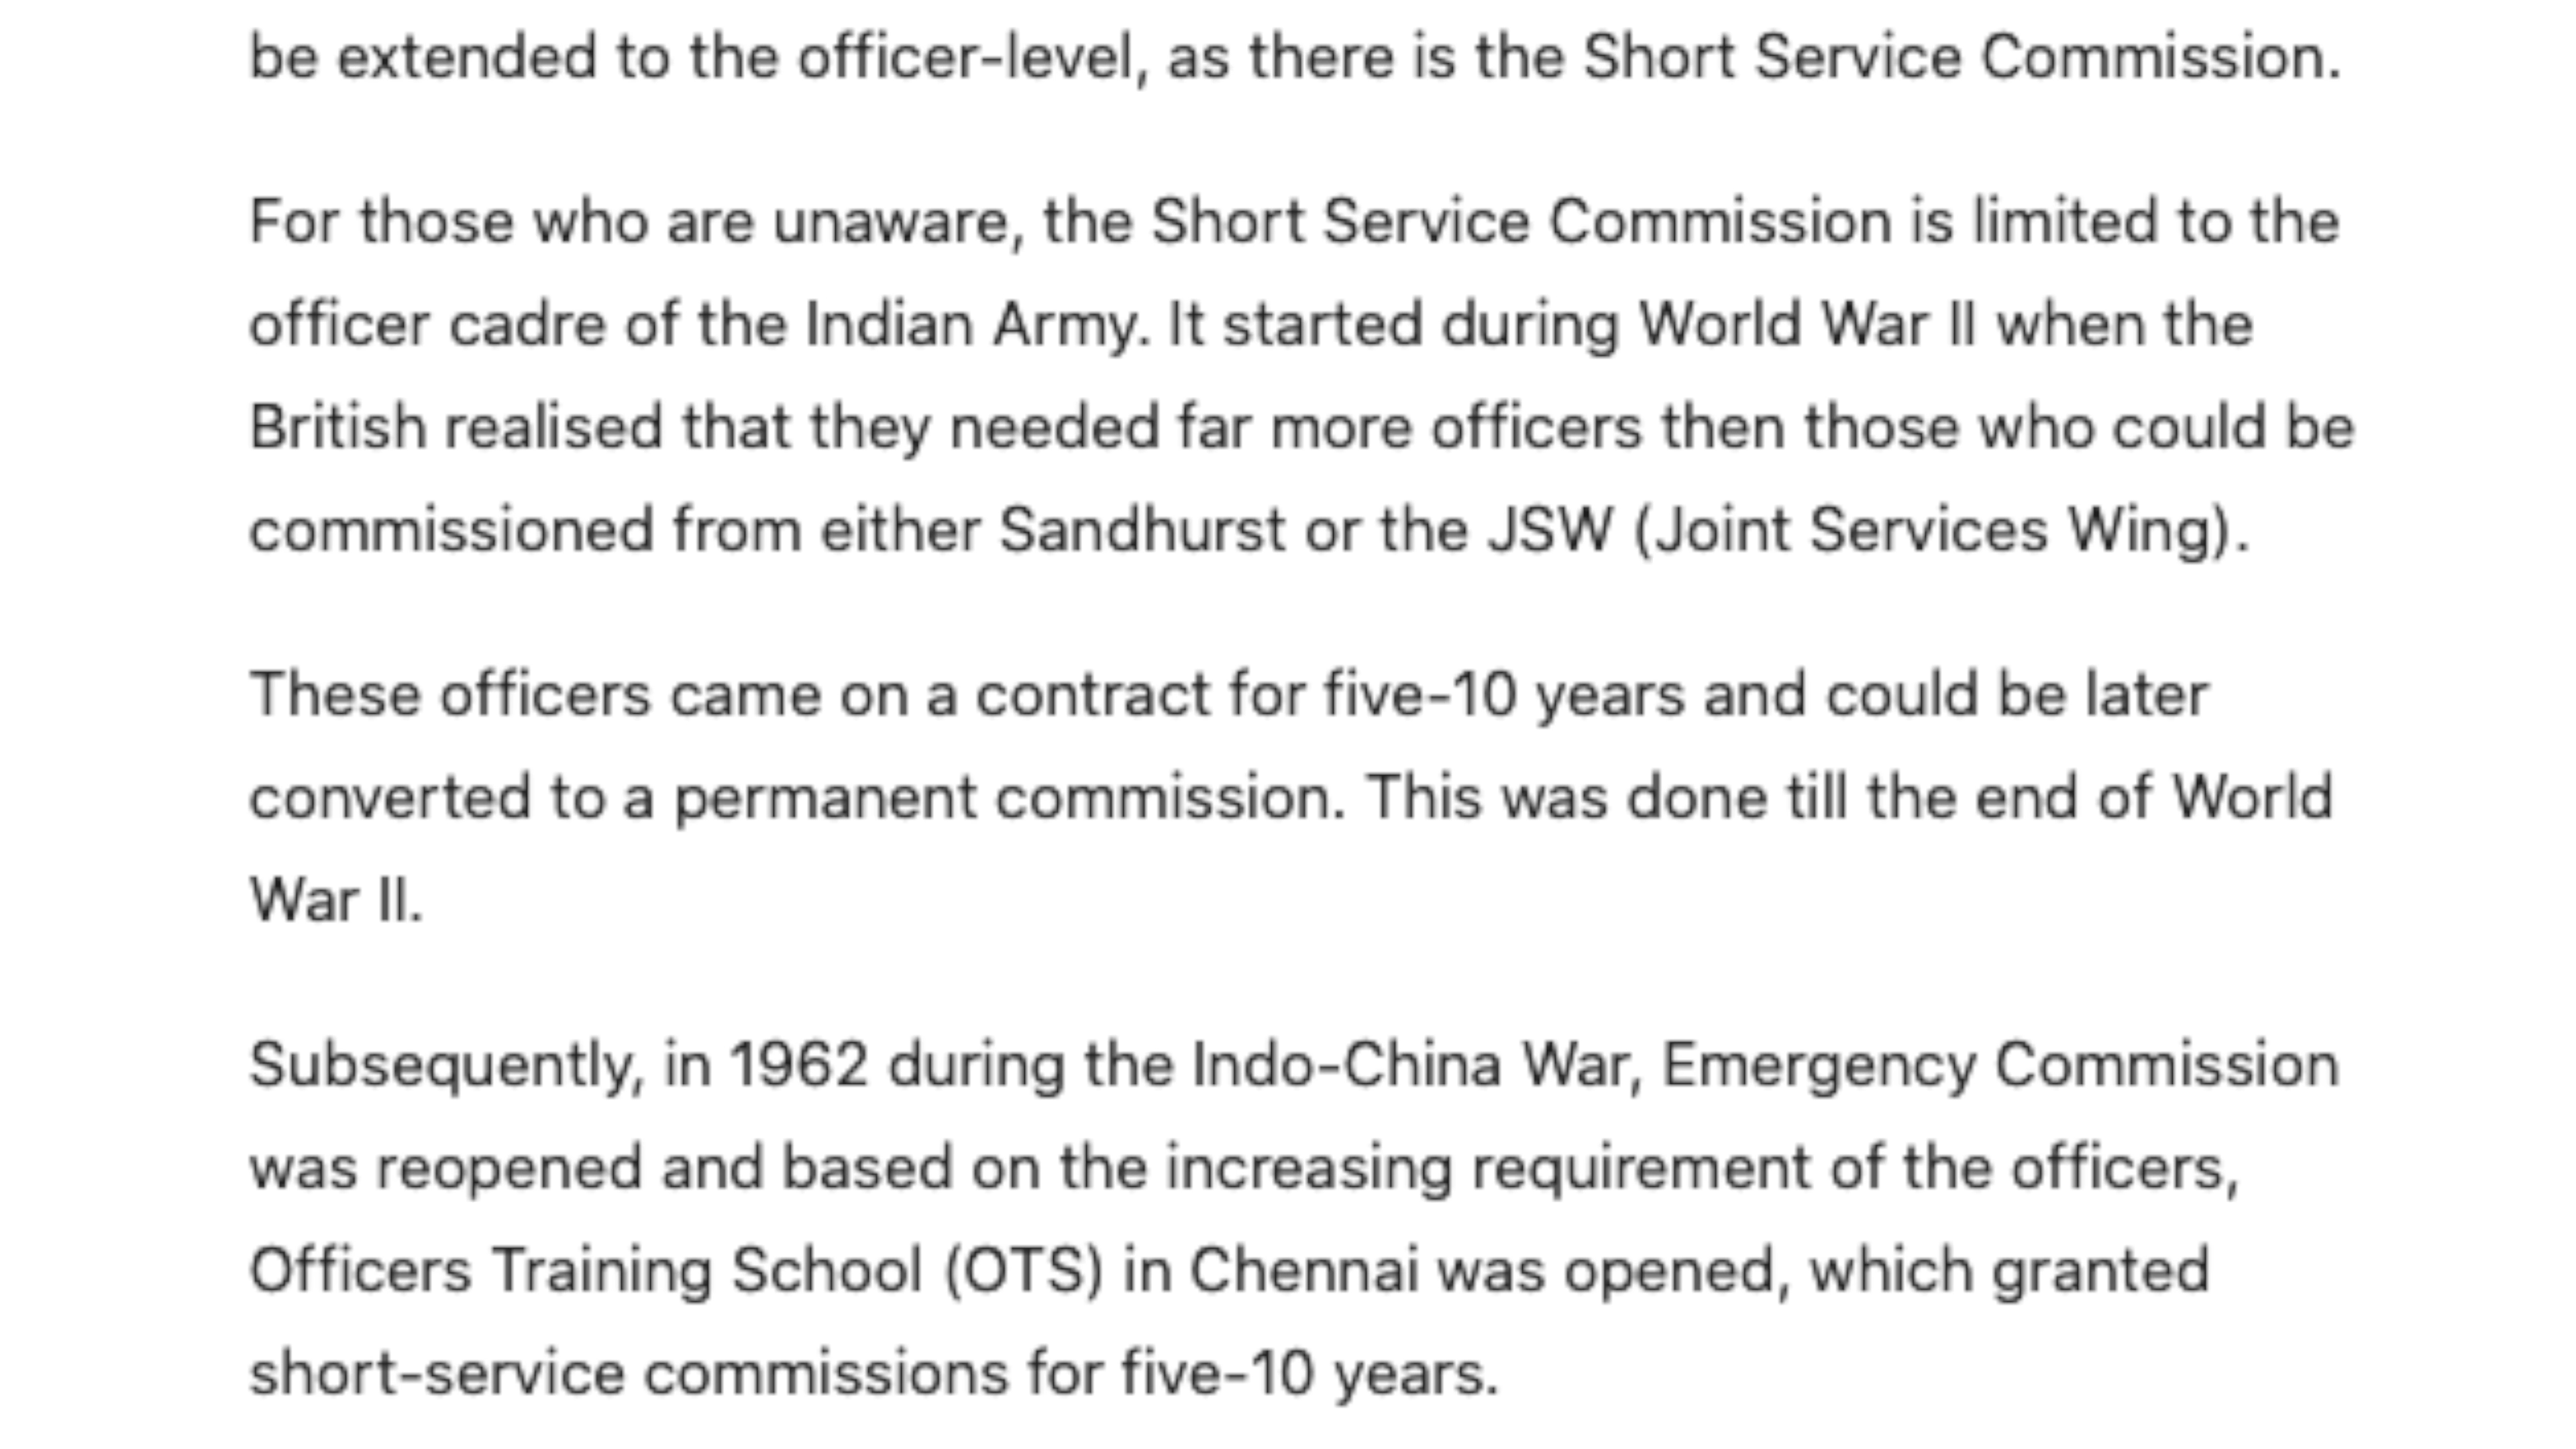 be extended to the officer-level, as there is the Short Service Commission.
For those who are unaware, the Short Service Commission is limited to the
officer cadre of the Indian Army. It started during World War II when the
British realised that they needed far more officers then those who could be
commissioned from either Sandhurst or the JSW (Joint Services Wing).
These officers came on a contract for five-10 years and could be later
converted to a permanent commission. This was done till the end of World
War II.
Subsequently, in 1962 during the Indo-China War, Emergency Commission
was reopened and based on the increasing requirement of the officers,
Officers Training School (OTS) in Chennai was opened, which granted
short-service commissions for five-10 years.